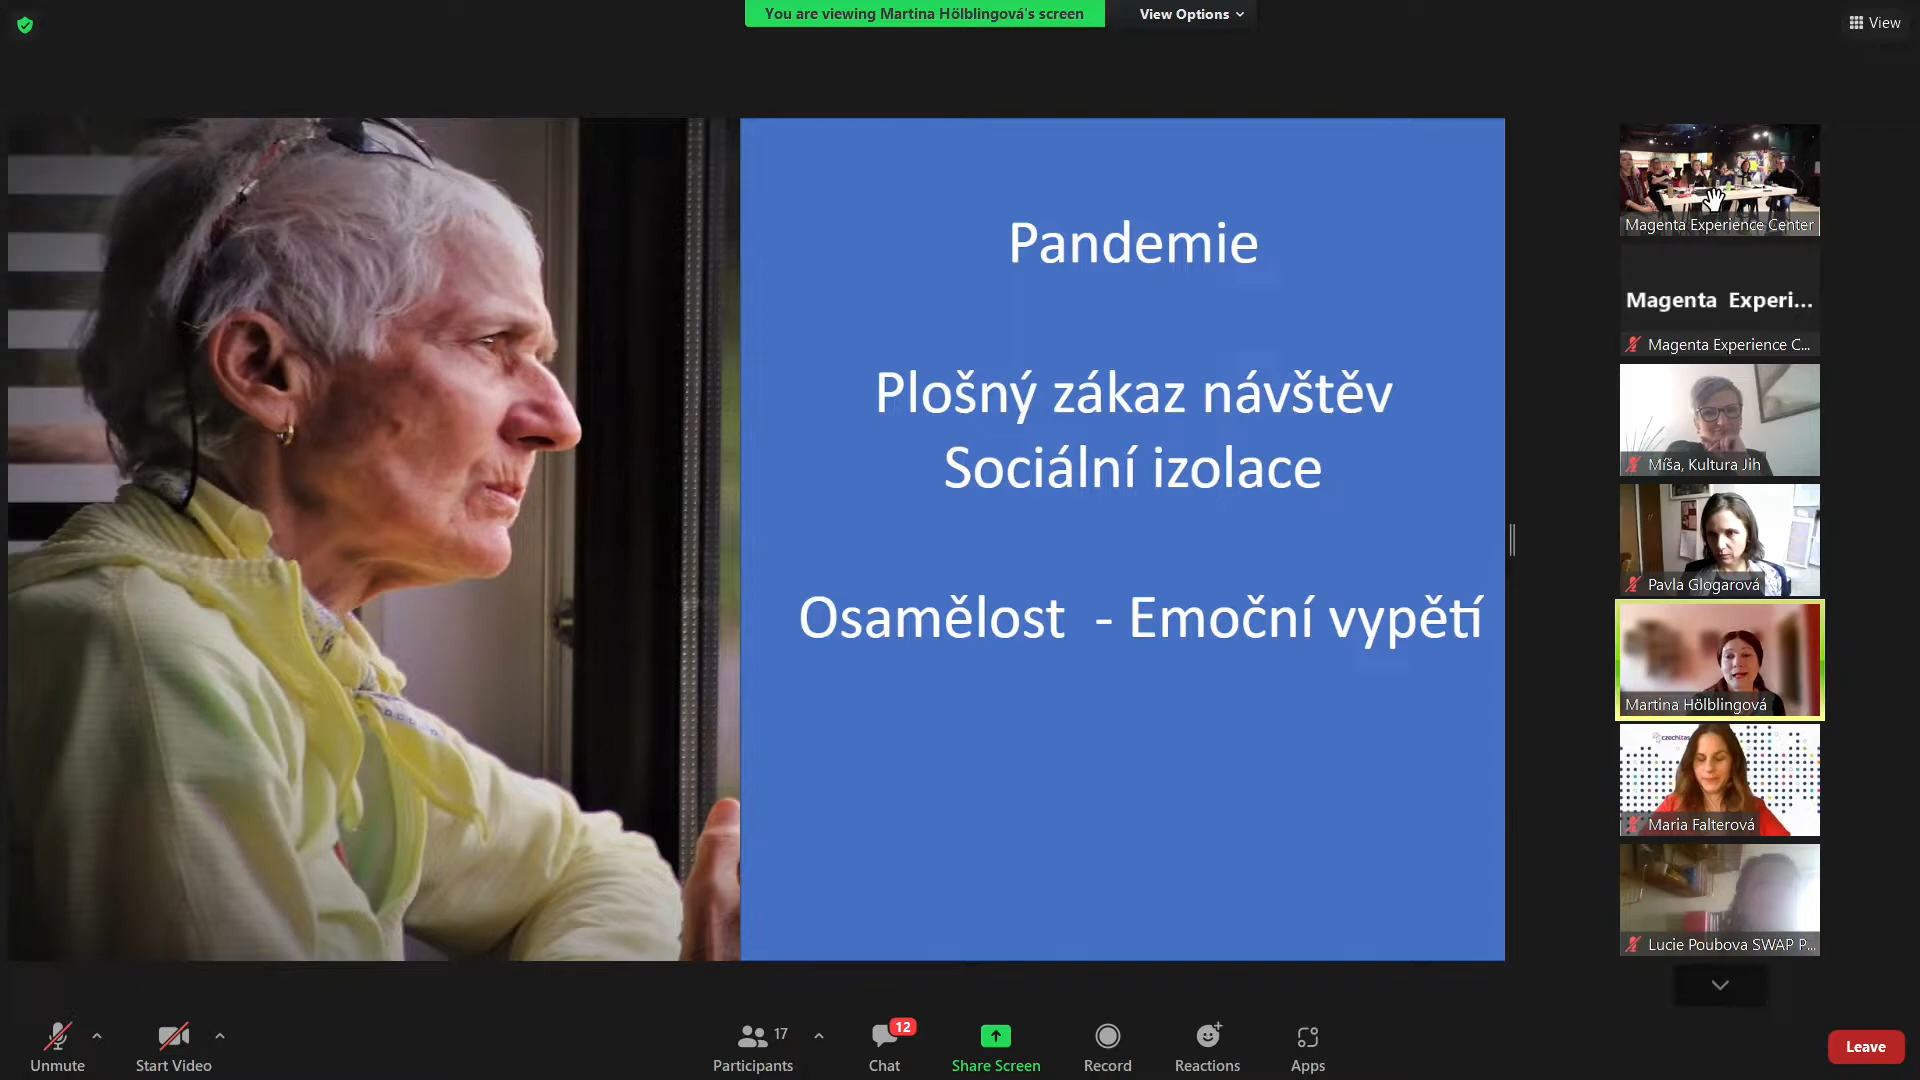 You are viewing Martina Hölblingová's screen
View Options
View
Pandemie
Plošný zákaz návštěv
Sociální izolace
Osamělost - Emoční vypětí
Magenta Experience Center
Magenta Experi...
Magenta Experience C...
Míša, Kultura Jih
Pavla Glogarová
Martina Hölblingová
czechitas
Maria Falterová
Lucie Poubova SWAP P...
Unmute
Start Video
17
Participants
12
Chat
Share Screen
Record
Reactions
Apps
Leave